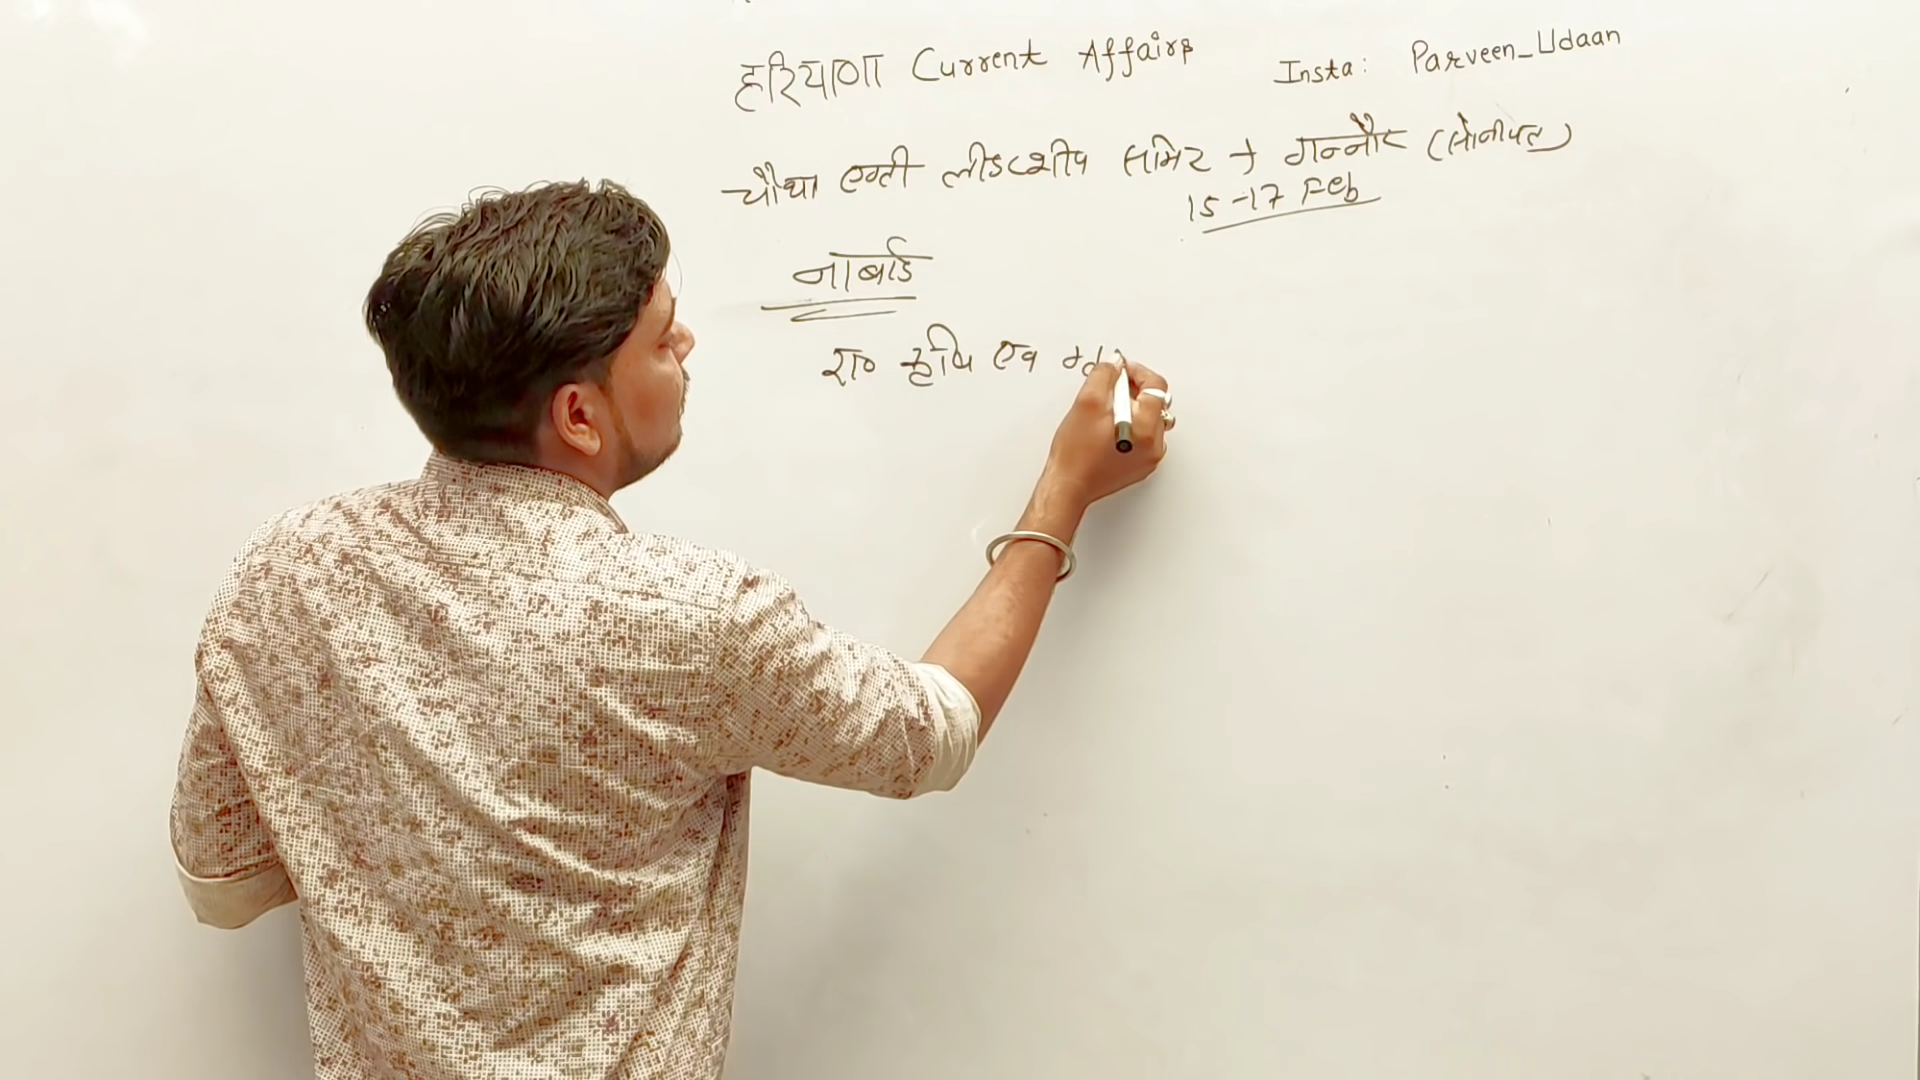 हरियाणा Current Affairs Insta: Parveen_Udaan
चौथा एग्री लीडरशीप समिट → गन्नौर (सोनीपत)
15-17 Feb
नाबार्ड
रा० कृषि एव